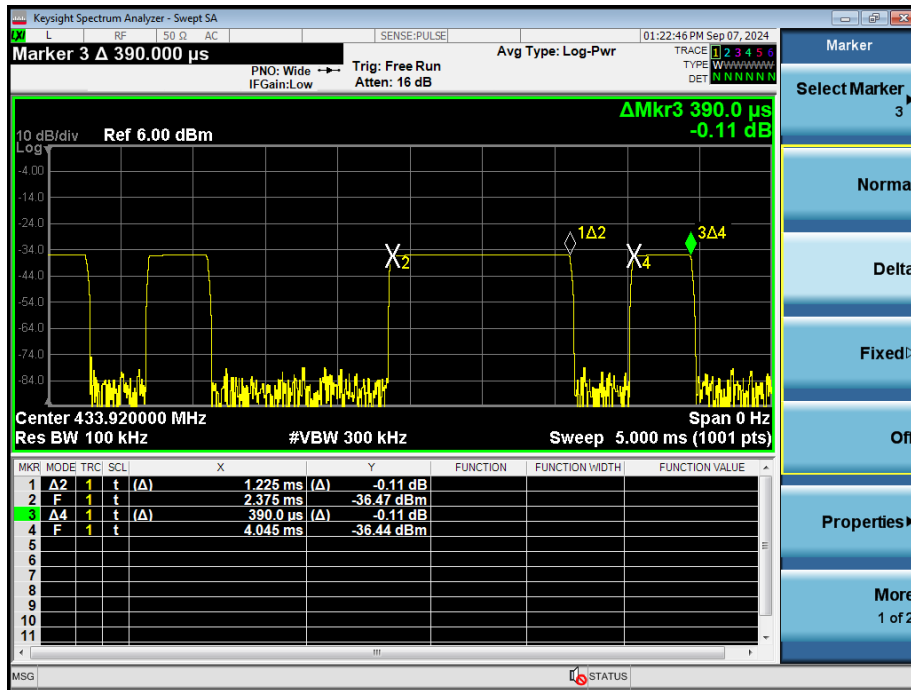 Keysight Spectrum Analyzer - Swept SA
LXI L RF 50 Ω AC SENSE:PULSE 01:22:46 PM Sep 07, 2024
Marker 3 Δ 390.000 µs
PNO: Wide
IFGain:Low
Trig: Free Run
Atten: 16 dB
Avg Type: Log-Pwr
TRACE 1 2 3 4 5 6
TYPE WWWWWW
DET N N N N N N
ΔMkr3 390.0 µs
-0.11 dB
10 dB/div Ref 6.00 dBm
Log
-4.00
-14.0
-24.0
-34.0
-44.0
-54.0
-64.0
-74.0
-84.0
1Δ2
3Δ4
2
4
Center 433.920000 MHz Span 0 Hz
Res BW 100 kHz #VBW 300 kHz Sweep 5.000 ms (1001 pts)
MKR MODE TRC SCL X Y FUNCTION FUNCTION WIDTH FUNCTION VALUE
1 Δ2 1 t (Δ) 1.225 ms (Δ) -0.11 dB
2 F 1 t 2.375 ms -36.47 dBm
3 Δ4 1 t (Δ) 390.0 µs (Δ) -0.11 dB
4 F 1 t 4.045 ms -36.44 dBm
5
6
7
8
9
10
11
MSG STATUS
Marker
Select Marker
3
Norma
Delta
Fixed
Off
Properties
More
1 of 2